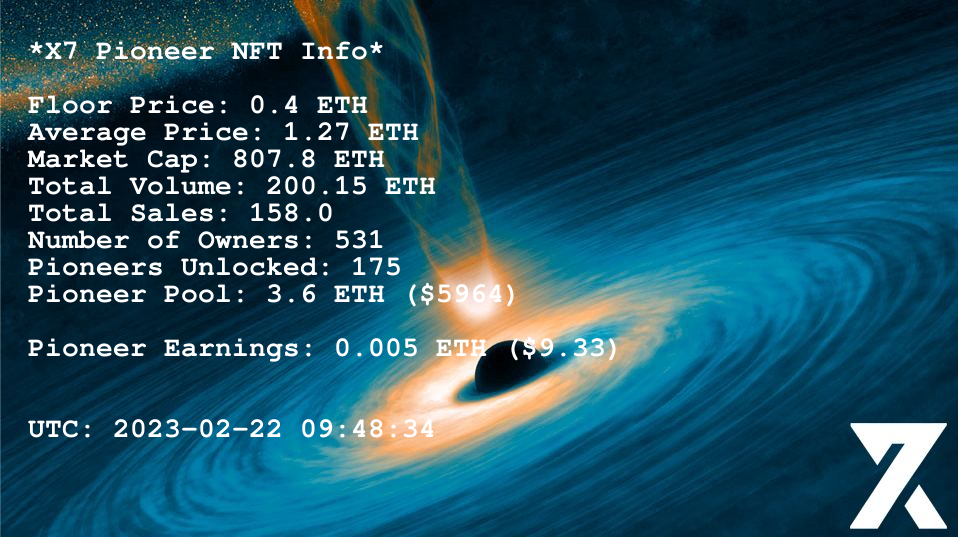 *X7 Pioneer NFT Info*
Floor Price: 0.4 ETH
Average Price: 1.27 ETH
Market Cap: 807.8 ETH
Total Volume: 200.15 ETH
Total Sales: 158.0
Number of Owners: 531
Pioneers Unlocked: 175
Pioneer Pool: 3.6 ETH ($5964)
Pioneer Earnings: 0.005 ETH ($9.33)
UTC: 2023-02-22 09:48:34